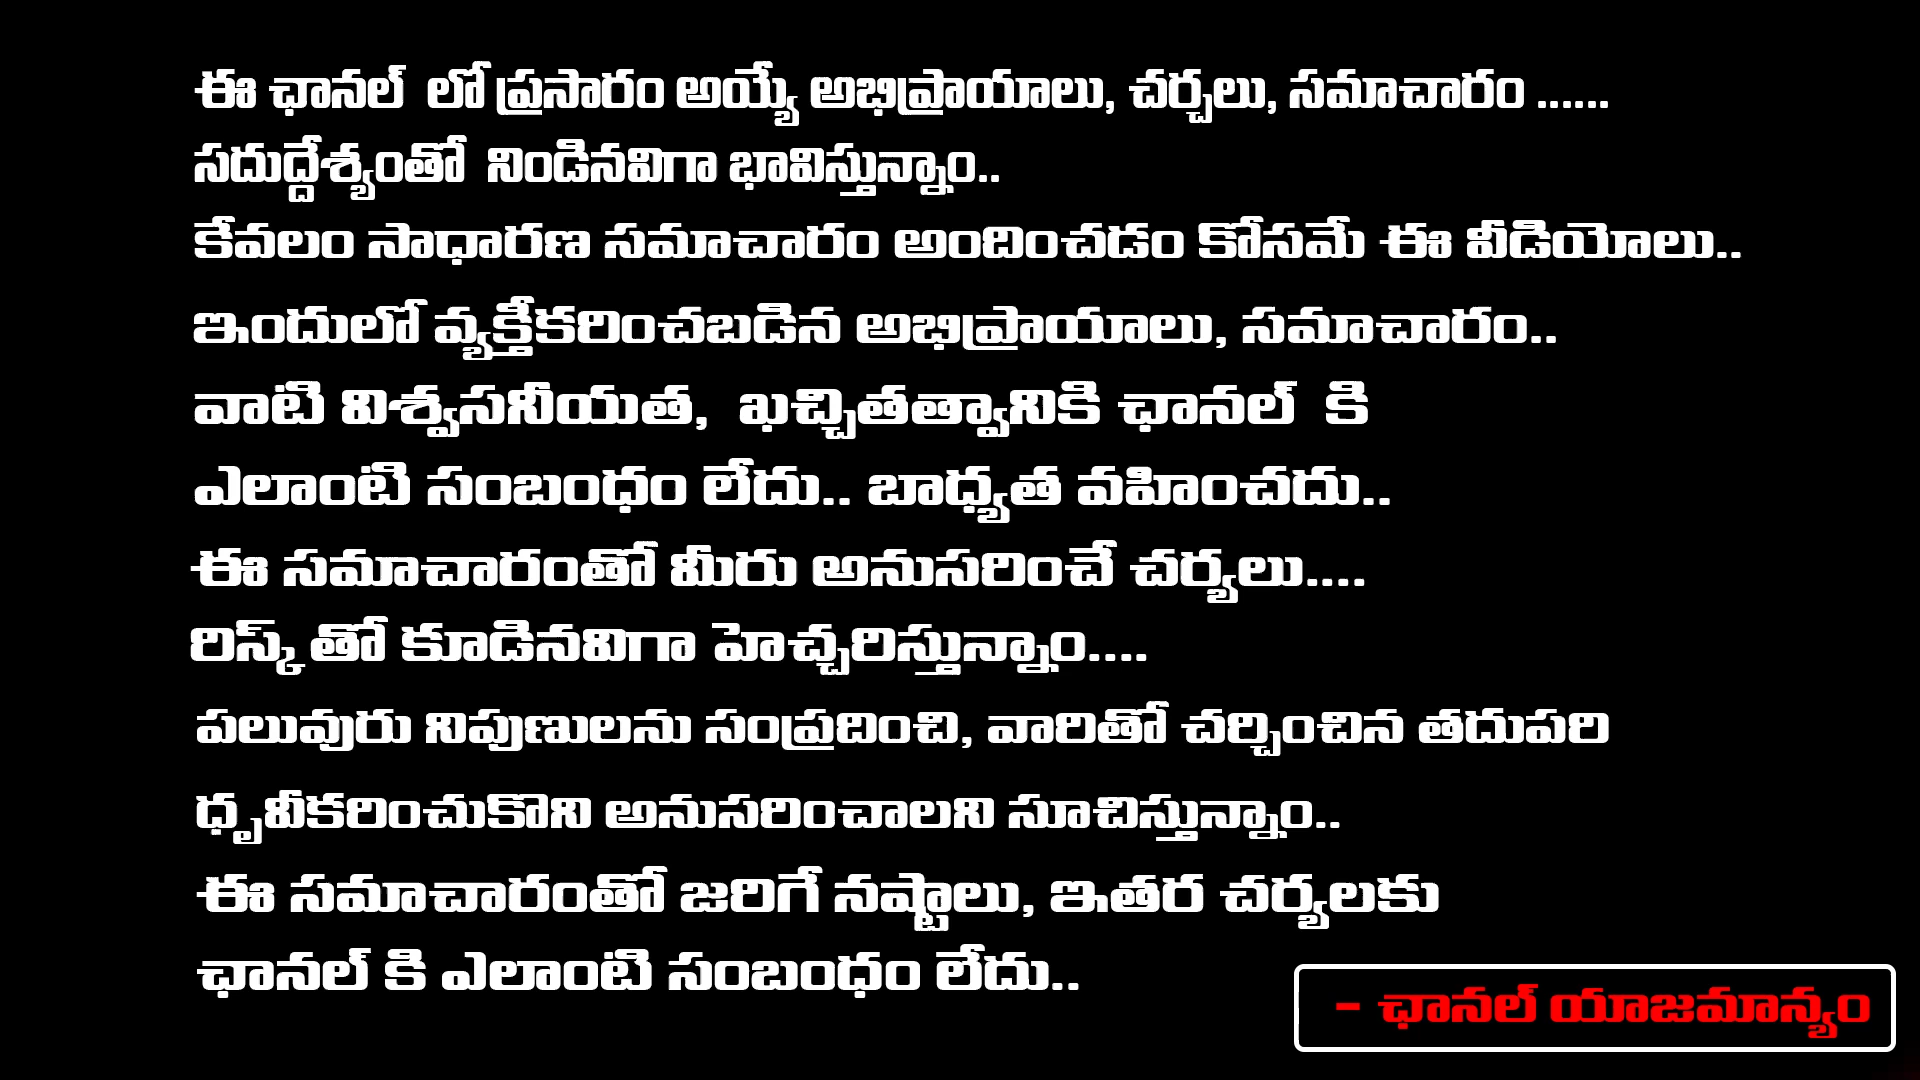 ఈ ఛానల్ లో ప్రసారం అయ్యే అభిప్రాయాలు, చర్చలు, సమాచారం ......
సదుద్దేశ్యంతో నిండినవిగా భావిస్తున్నాం..
కేవలం సాధారణ సమాచారం అందించడం కోసమే ఈ వీడియోలు..
ఇందులో వ్యక్తీకరించబడిన అభిప్రాయాలు, సమాచారం..
వాటి విశ్వసనీయత, ఖచ్చితత్వానికి ఛానల్ కి
ఎలాంటి సంబంధం లేదు.. బాధ్యత వహించదు..
ఈ సమాచారంతో మీరు అనుసరించే చర్యలు....
రిస్క్ తో కూడినవిగా హెచ్చరిస్తున్నాం....
పలువురు నిపుణులను సంప్రదించి, వారితో చర్చించిన తదుపరి
ధృవీకరించుకొని అనుసరించాలని సూచిస్తున్నాం..
ఈ సమాచారంతో జరిగే నష్టాలు, ఇతర చర్యలకు
ఛానల్ కి ఎలాంటి సంబంధం లేదు..
- ఛానల్ యాజమాన్యం